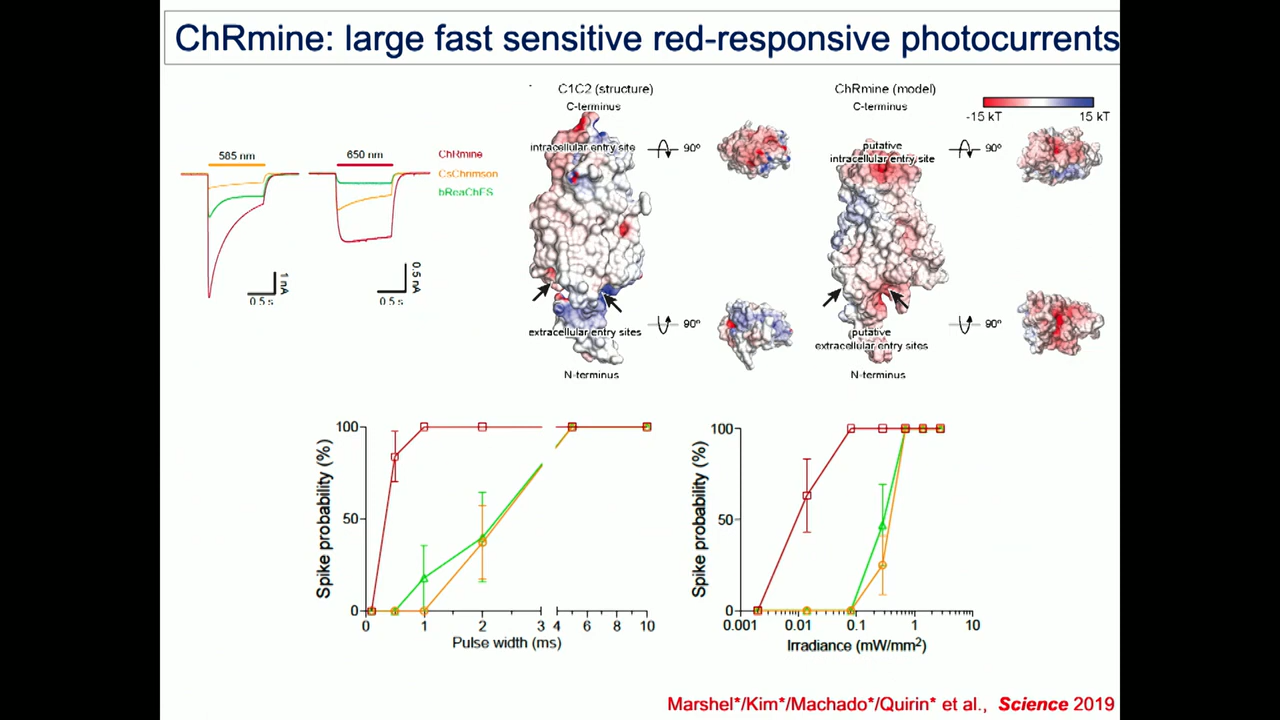 ChRmine: large fast sensitive red-responsive photocurrents
585 nm
650 nm
ChRmine
CsChrimson
bReaChES
1 nA
0.5 s
0.5 nA
0.5 s
C1C2 (structure)
C-terminus
intracellular entry site
90º
extracellular entry sites
90º
N-terminus
ChRmine (model)
C-terminus
-15 kT
15 kT
putative
intracellular entry site
90º
putative
extracellular entry sites
90º
N-terminus
Spike probability (%)
100
50
0
0 1 2 3 4 6 8 10
Pulse width (ms)
Spike probability (%)
100
50
0
0.001 0.01 0.1 1 10
Irradiance (mW/mm2)
Marshel*/Kim*/Machado*/Quirin* et al., Science 2019